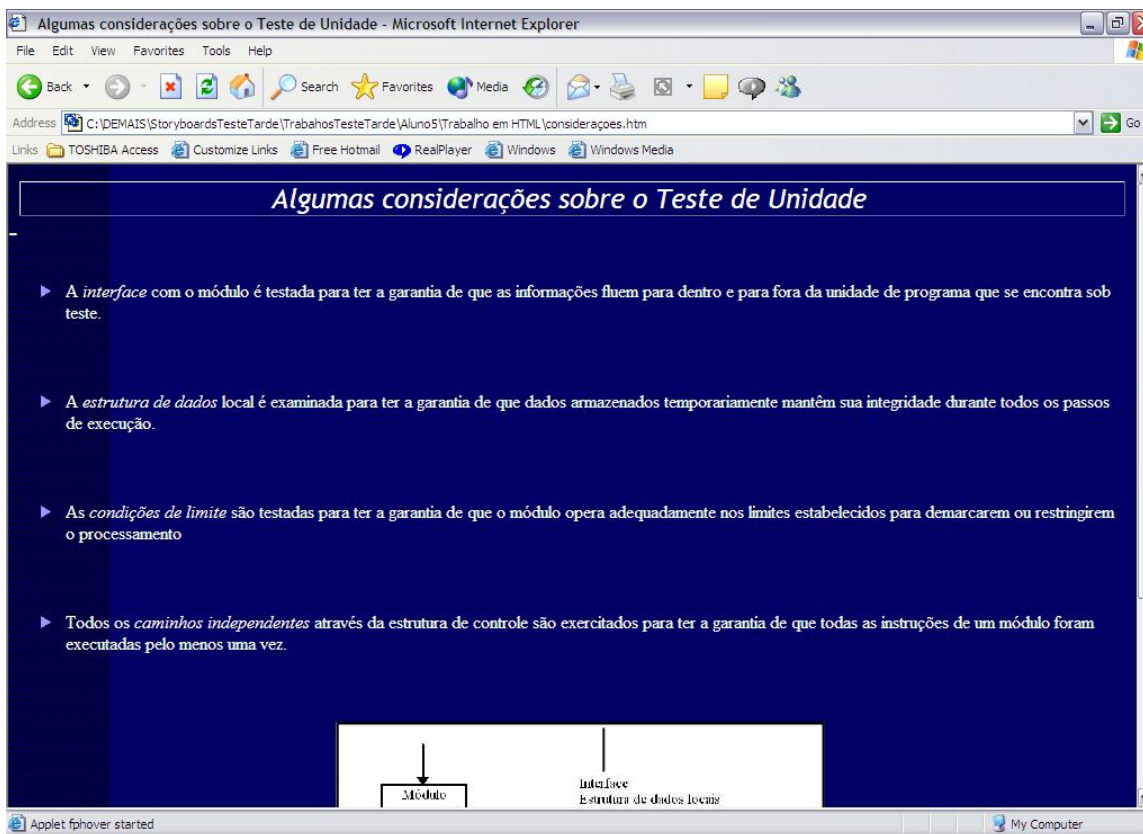 Algumas considerações sobre o Teste de Unidade - Microsoft Internet Explorer
File Edit View Favorites Tools Help
Back Search Favorites Media
Address C:\DEMAIS\StoryboardsTesteTarde\TrabahosTesteTarde\Aluno5\Trabalho em HTML\consideraçoes.htm Go
Links TOSHIBA Access Customize Links Free Hotmail RealPlayer Windows Windows Media
Algumas considerações sobre o Teste de Unidade
A interface com o módulo é testada para ter a garantia de que as informações fluem para dentro e para fora da unidade de programa que se encontra sob
teste.
A estrutura de dados local é examinada para ter a garantia de que dados armazenados temporariamente mantêm sua integridade durante todos os passos
de execução.
As condições de limite são testadas para ter a garantia de que o módulo opera adequadamente nos limites estabelecidos para demarcarem ou restringirem
o processamento
Todos os caminhos independentes através da estrutura de controle são exercitados para ter a garantia de que todas as instruções de um módulo foram
executadas pelo menos uma vez.
Módulo
Interface
Estrutura de dados locais
Applet fphover started My Computer